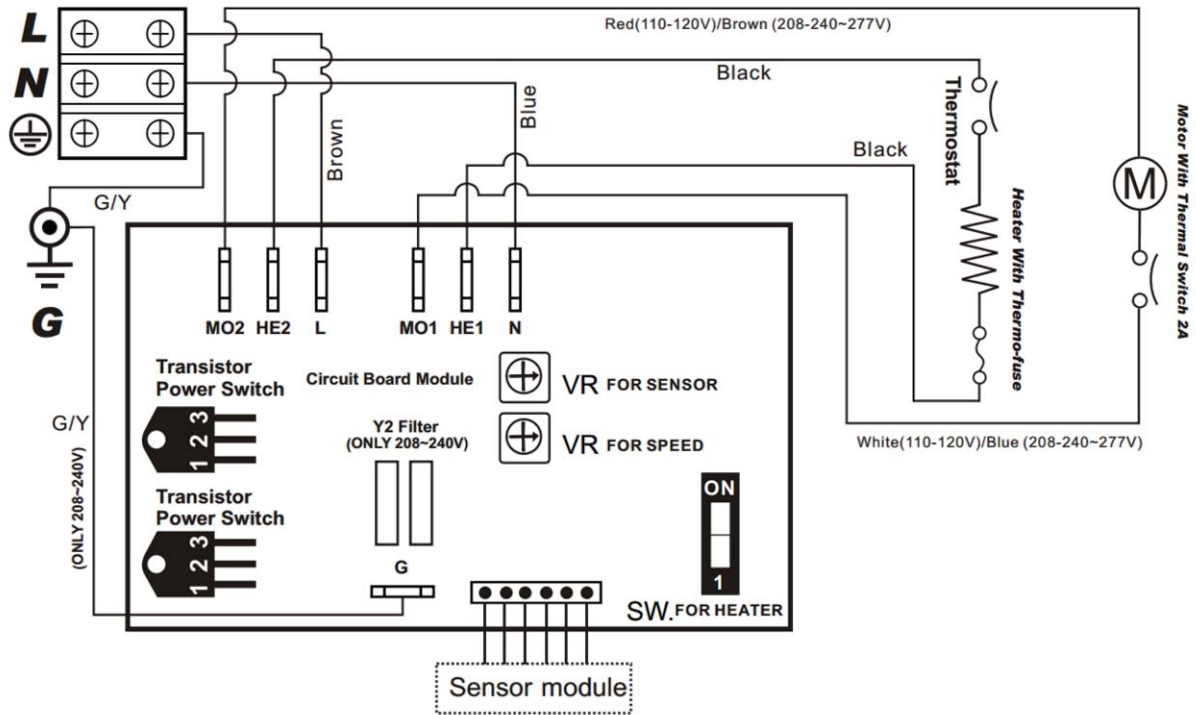 L
N
G/Y
G
Brown
Blue
Red(110-120V)/Brown (208-240~277V)
Black
Black
Thermostat
Heater With Thermo-fuse
M
Motor With Thermal Switch 2A
White(110-120V)/Blue (208-240~277V)
MO2 HE2 L MO1 HE1 N
Transistor
Power Switch
1 2 3
Circuit Board Module
VR FOR SENSOR
Y2 Filter
(ONLY 208~240V)
VR FOR SPEED
G/Y
(ONLY 208~240V)
Transistor
Power Switch
1 2 3
G
ON
1
SW. FOR HEATER
Sensor module